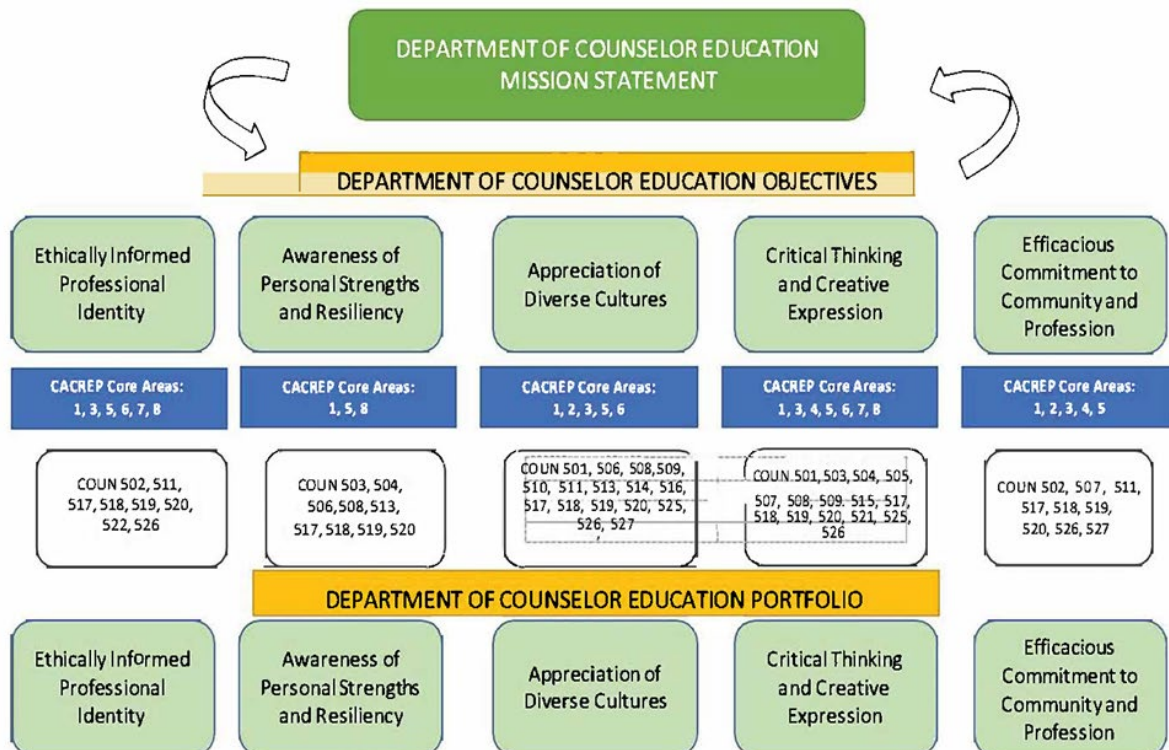 DEPARTMENT OF COUNSELOR EDUCATION
MISSION STATEMENT
DEPARTMENT OF COUNSELOR EDUCATION OBJECTIVES
Ethically Informed
Professional
Identity
Awareness of
Personal Strengths
and Resiliency
Appreciation of
Diverse Cultures
Critical Thinking
and Creative
Expression
Efficacious
Commitment to
Community and
Profession
CACREP Core Areas:
1, 3, 5, 6, 7, 8
CACREP Core Areas:
1, 5, 8
CACREP Core Areas:
1, 2, 3, 5, 6
CACREP Core Areas:
1, 3, 4, 5, 6, 7, 8
CACREP Core Areas:
1, 2, 3, 4, 5
COUN 502, 511,
517, 518, 519, 520,
522, 526
COUN 503, 504,
506,508,513,
517, 518, 519, 520
COUN 501, 506, 508,509,
510, 511, 513, 514, 516,
517, 518, 519, 520, 525,
526, 527
COUN 501, 503, 504, 505,
507, 508, 509. 515, 517,
518, 519, 520, 521, 525,
526
COUN 502, 507, 511,
517, 518, 519,
520, 526, 527
DEPARTMENT OF COUNSELOR EDUCATION PORTFOLIO
Ethically Informed
Professional
Identity
Awareness of
Personal Strengths
and Resiliency
Appreciation of
Diverse Cultures
Critical Thinking
and Creative
Expression
Efficacious
Commitment to
Community and
Profession